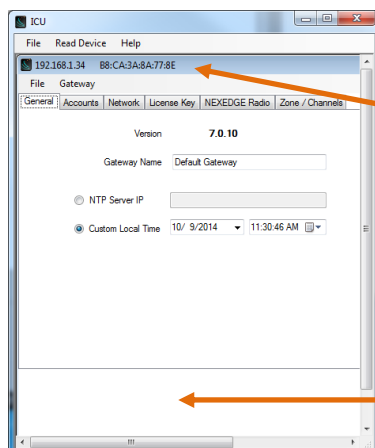 ICU
File Read Device Help
192.168.1.34 B8:CA:3A:8A:77:8E
File Gateway
General Accounts Network License Key NEXEDGE Radio Zone / Channels
Version 7.0.10
Gateway Name Default Gateway
NTP Server IP
Custom Local Time 10/ 9/2014 11:30:46 AM